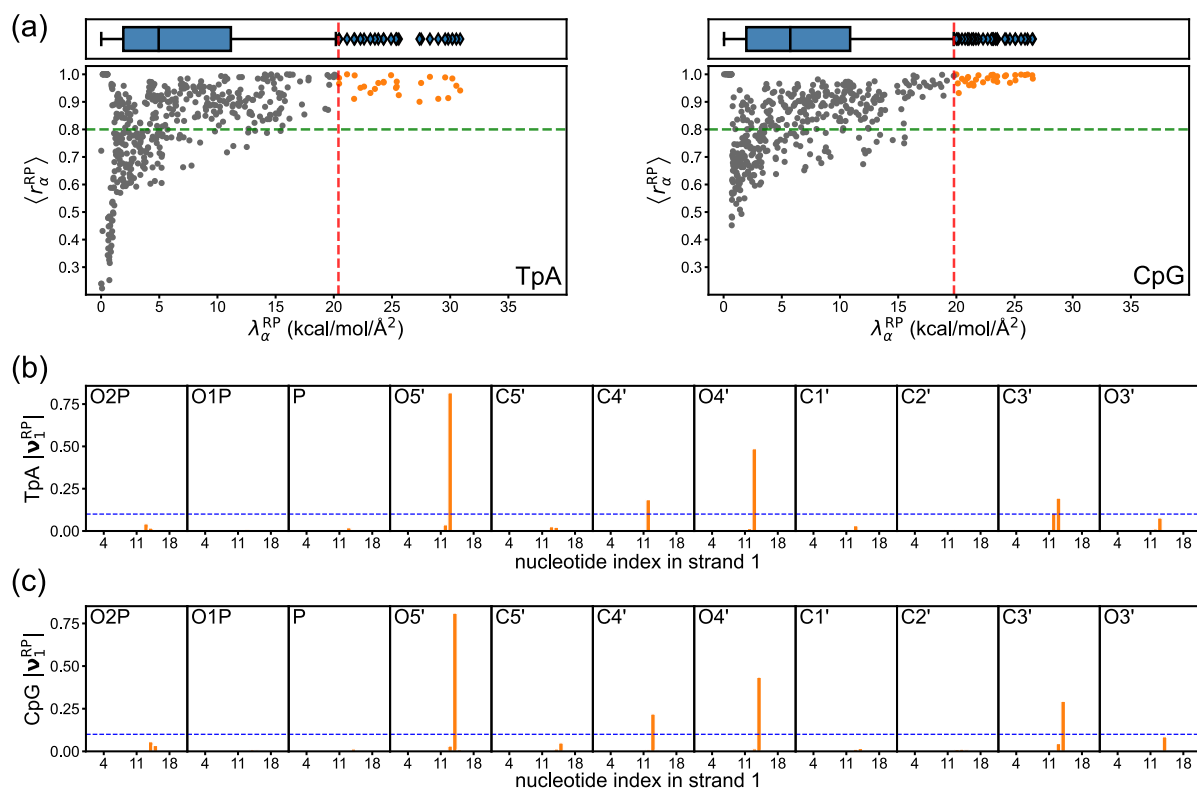 (a)
1.0 0.9 0.8 0.7 0.6 0.5 0.4 0.3
⟨r_α^RP⟩
TpA
0 5 10 15 20 25 30 35
λ_α^RP (kcal/mol/Å²)
1.0 0.9 0.8 0.7 0.6 0.5 0.4 0.3
⟨r_α^RP⟩
CpG
0 5 10 15 20 25 30 35
λ_α^RP (kcal/mol/Å²)
(b)
O2P O1P P O5' C5' C4' O4' C1' C2' C3' O3'
0.75 0.50 0.25 0.00
TpA |𝛎_1^RP|
4 11 18 4 11 18 4 11 18 4 11 18 4 11 18 4 11 18 4 11 18 4 11 18 4 11 18 4 11 18 4 11 18
nucleotide index in strand 1
(c)
O2P O1P P O5' C5' C4' O4' C1' C2' C3' O3'
0.75 0.50 0.25 0.00
CpG |𝛎_1^RP|
4 11 18 4 11 18 4 11 18 4 11 18 4 11 18 4 11 18 4 11 18 4 11 18 4 11 18 4 11 18 4 11 18
nucleotide index in strand 1